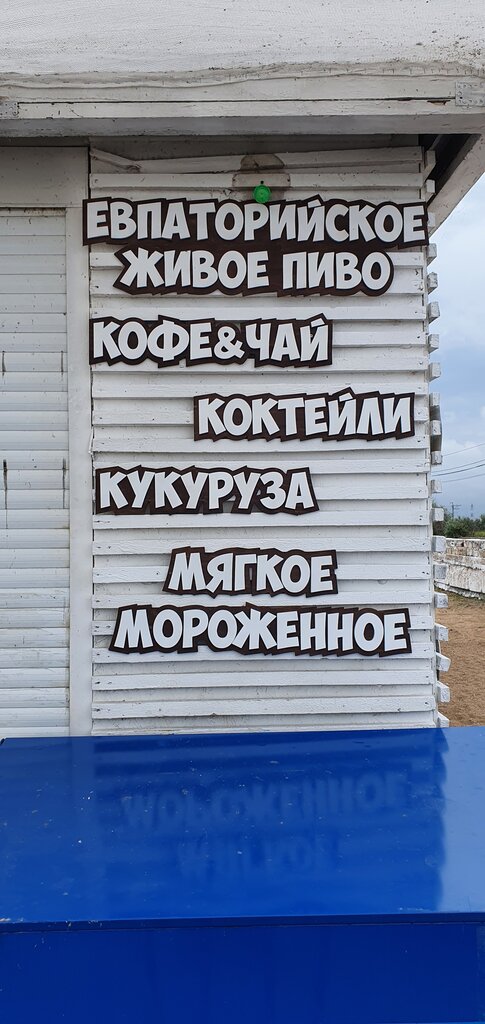 ЕВПАТОРИЙСКОЕ
ЖИВОЕ ПИВО
КОФЕ&ЧАЙ
КОКТЕЙЛИ
КУКУРУЗА
МЯГКОЕ
МОРОЖЕННОЕ